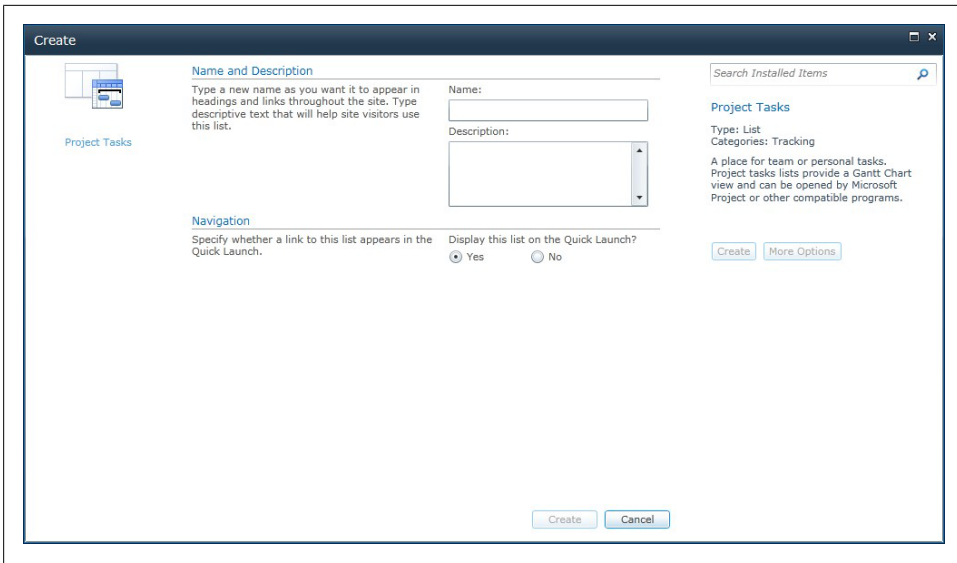 Create
Project Tasks
Name and Description
Type a new name as you want it to appear in
headings and links throughout the site. Type
descriptive text that will help site visitors use
this list.
Name:
Description:
Navigation
Specify whether a link to this list appears in the
Quick Launch.
Display this list on the Quick Launch?
Yes
No
Search Installed Items
Project Tasks
Type: List
Categories: Tracking
A place for team or personal tasks.
Project tasks lists provide a Gantt Chart
view and can be opened by Microsoft
Project or other compatible programs.
Create
More Options
Create
Cancel